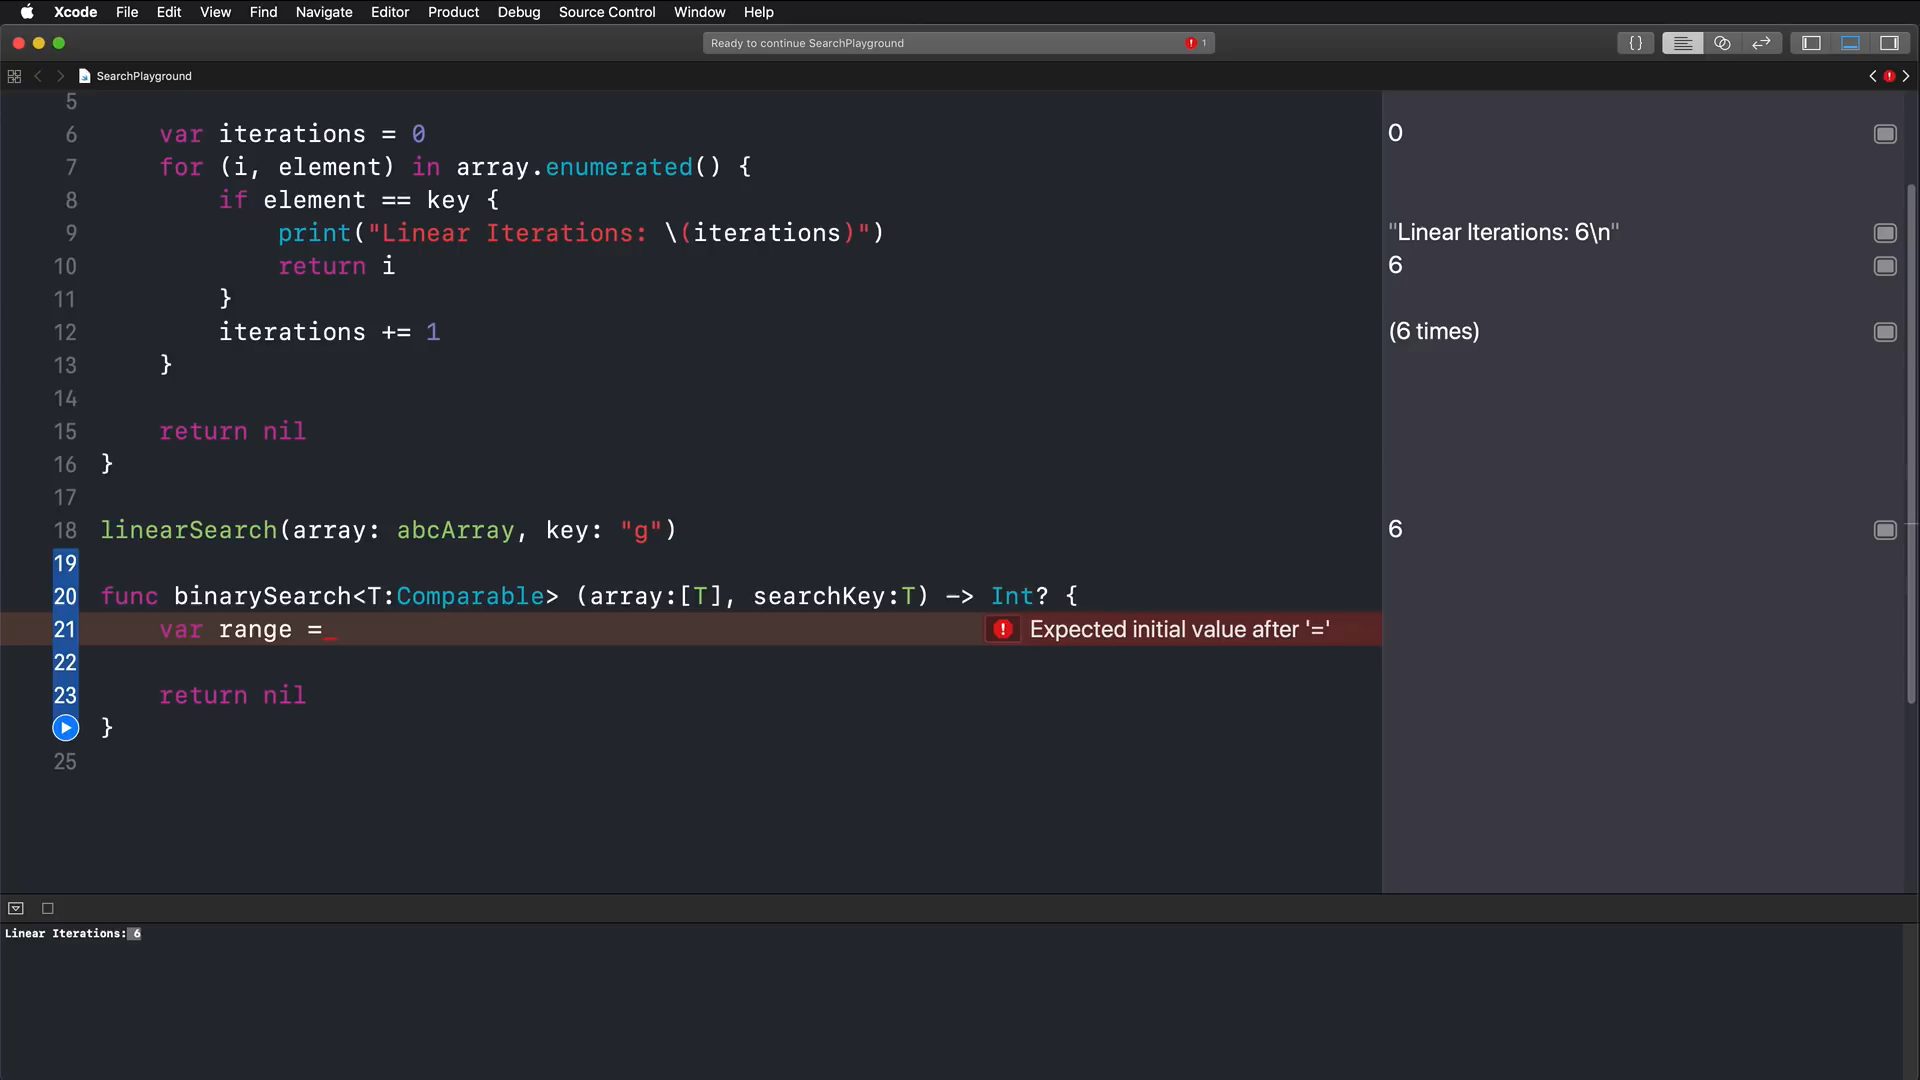 Xcode File Edit View Find Navigate Editor Product Debug Source Control Window Help
Ready to continue SearchPlayground 1
{}
SearchPlayground
5
6 var iterations = 0 0
7 for (i, element) in array.enumerated() {
8 if element == key {
9 print("Linear Iterations: \(iterations)") "Linear Iterations: 6\n"
10 return i 6
11 }
12 iterations += 1 (6 times)
13 }
14
15 return nil
16 }
17
18 linearSearch(array: abcArray, key: "g") 6
19
20 func binarySearch<T:Comparable> (array:[T], searchKey:T) -> Int? {
21 var range = Expected initial value after '='
22
23 return nil
}
25
Linear Iterations: 6